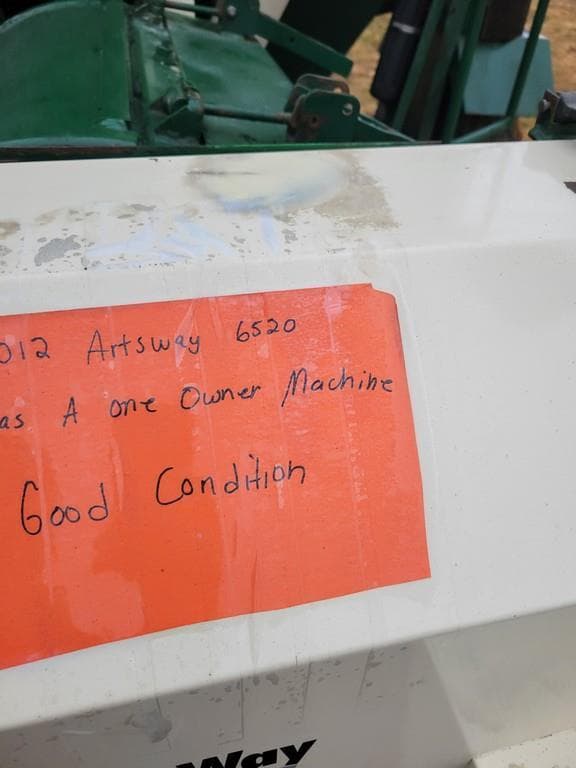 012 Artsway 6520
as A one Owner Machine
Good Condition
Way